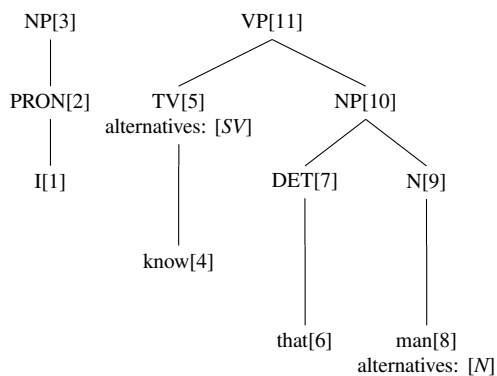 NP[3] VP[11]
PRON[2] TV[5] NP[10]
alternatives: [SV]
I[1] DET[7] N[9]
know[4]
that[6] man[8]
alternatives: [N]